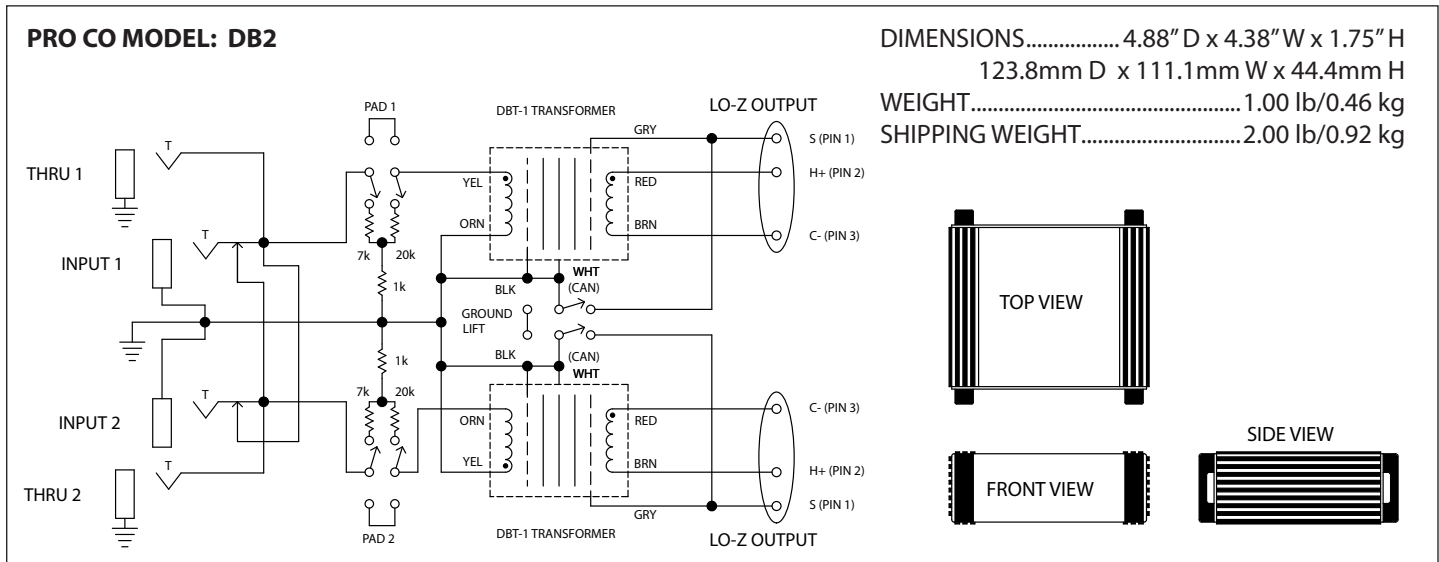 PRO CO MODEL: DB2
DIMENSIONS.................4.88" D x 4.38" W x 1.75" H
123.8mm D x 111.1mm W x 44.4mm H
WEIGHT.................................................1.00 lb/0.46 kg
SHIPPING WEIGHT.............................2.00 lb/0.92 kg
PAD 1
DBT-1 TRANSFORMER
LO-Z OUTPUT
GRY
S (PIN 1)
T
THRU 1
YEL
RED
H+ (PIN 2)
ORN
BRN
C- (PIN 3)
T
INPUT 1
7k
20k
1k
BLK
WHT
(CAN)
GROUND
LIFT
TOP VIEW
1k
BLK
(CAN)
WHT
7k
20k
T
INPUT 2
ORN
RED
C- (PIN 3)
YEL
BRN
H+ (PIN 2)
T
THRU 2
GRY
S (PIN 1)
PAD 2
DBT-1 TRANSFORMER
LO-Z OUTPUT
SIDE VIEW
FRONT VIEW